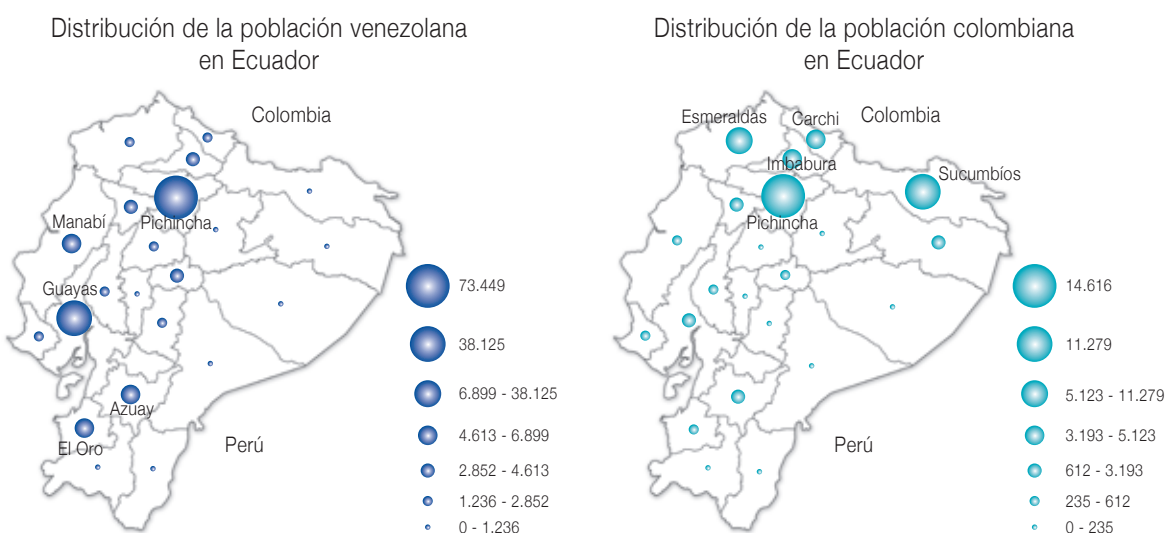 Distribución de la población venezolana
en Ecuador
Colombia
Manabí
Pichincha
Guayas
Azuay
El Oro
Perú
73.449
38.125
6.899 - 38.125
4.613 - 6.899
2.852 - 4.613
1.236 - 2.852
0 - 1.236
Distribución de la población colombiana
en Ecuador
Esmeraldas
Carchi
Colombia
Imbabura
Sucumbíos
Pichincha
Perú
14.616
11.279
5.123 - 11.279
3.193 - 5.123
612 - 3.193
235 - 612
0 - 235